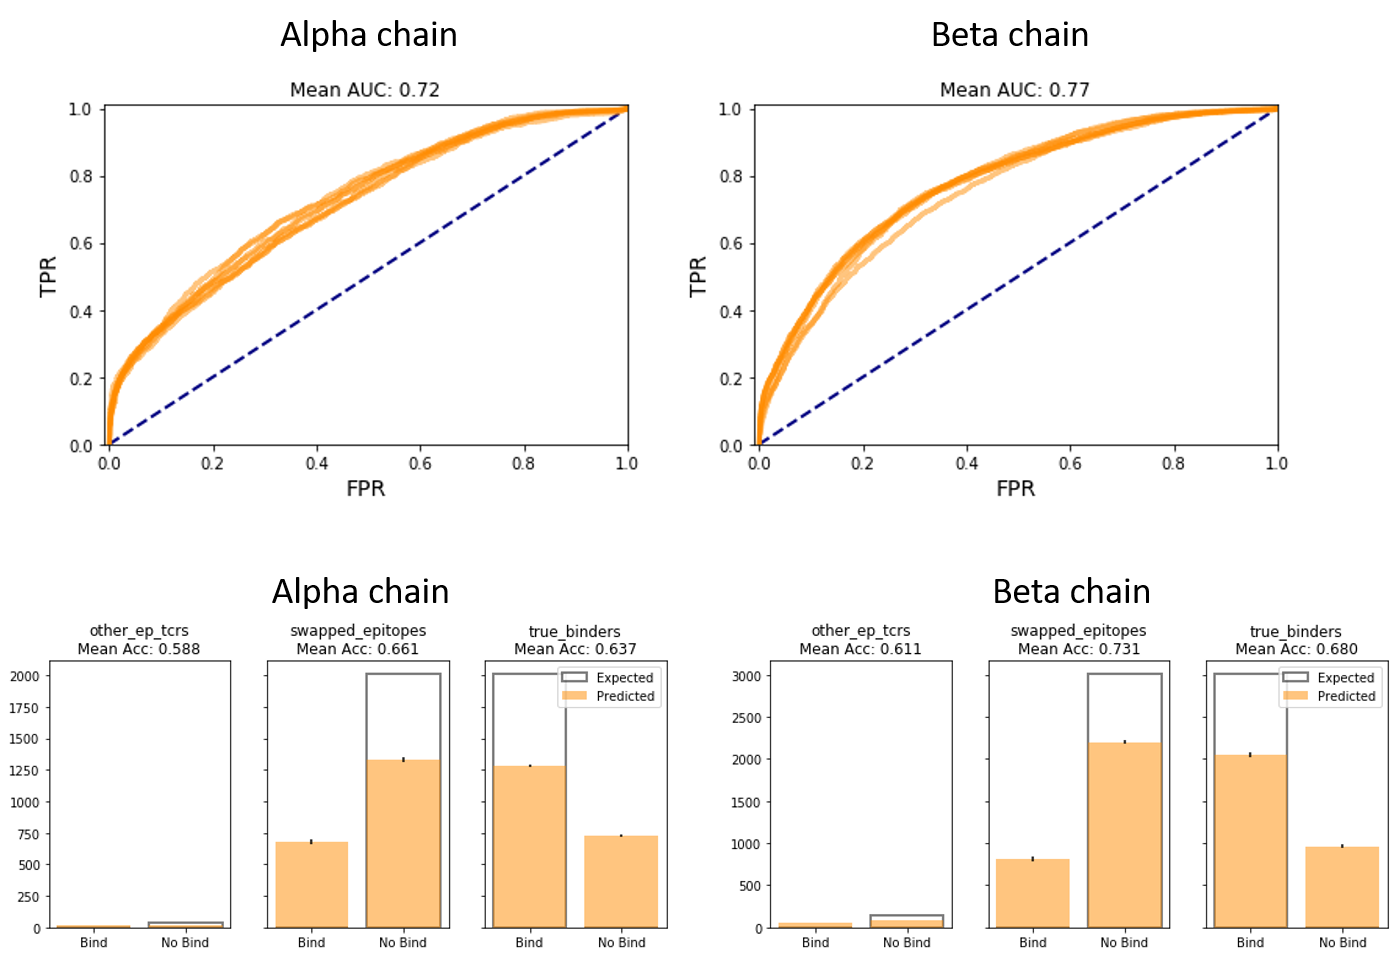 Alpha chain
Beta chain
Mean AUC: 0.72
1.0
0.8
0.6
0.4
0.2
0.0
TPR
0.0 0.2 0.4 0.6 0.8 1.0
FPR
Mean AUC: 0.77
1.0
0.8
0.6
0.4
0.2
0.0
TPR
0.0 0.2 0.4 0.6 0.8 1.0
FPR
Alpha chain
other_ep_tcrs
Mean Acc: 0.588
swapped_epitopes
Mean Acc: 0.661
true_binders
Mean Acc: 0.637
Expected
Predicted
2000
1750
1500
1250
1000
750
500
250
0
Bind No Bind
Bind No Bind
Bind No Bind
Beta chain
other_ep_tcrs
Mean Acc: 0.611
swapped_epitopes
Mean Acc: 0.731
true_binders
Mean Acc: 0.680
Expected
Predicted
3000
2500
2000
1500
1000
500
0
Bind No Bind
Bind No Bind
Bind No Bind